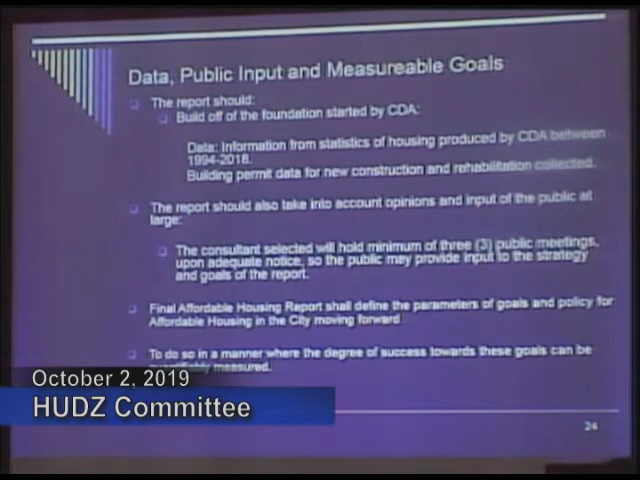 Data, Public Input and Measureable Goals
The report should:
Build off of the foundation started by CDA:
Data: Information from statistics of housing produced by CDA between
1994-2018.
Building permit data for new construction and rehabilitation collected.
The report should also take into account opinions and input of the public at
large:
The consultant selected will hold minimum of three (3) public meetings,
upon adequate notice, so the public may provide input to the strategy
and goals of the report.
Final Affordable Housing Report shall define the parameters of goals and policy for
Affordable Housing in the City moving forward
To do so in a manner where the degree of success towards these goals can be
measured.
October 2, 2019
HUDZ Committee
24